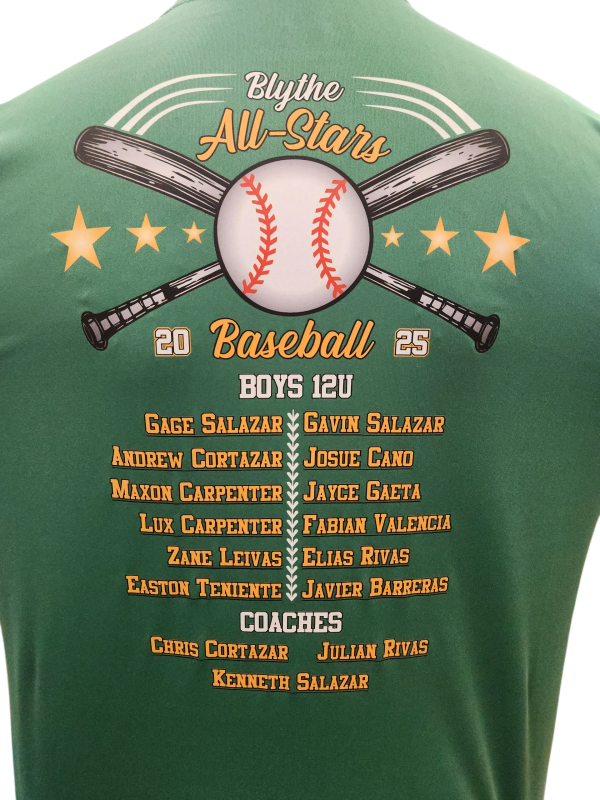 Blythe
All-Stars
20 Baseball 25
BOYS 12U
GAGE SALAZAR GAVIN SALAZAR
ANDREW CORTAZAR JOSUE CANO
MAXON CARPENTER JAYCE GAETA
LUX CARPENTER FABIAN VALENCIA
ZANE LEIVAS ELIAS RIVAS
EASTON TENIENTE JAVIER BARRERAS
COACHES
CHRIS CORTAZAR JULIAN RIVAS
KENNETH SALAZAR